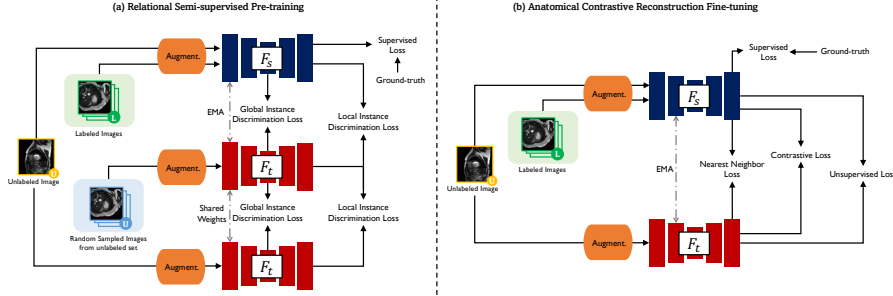 (a) Relational Semi-supervised Pre-training
Augment.
F_s
Supervised
Loss
Ground-truth
L
Labeled Images
EMA
Global Instance
Discrimination Loss
Local Instance
Discrimination Loss
U
Unlabeled Image
Augment.
F_t
U
Random Sampled Images
from unlabeled set
Shared
Weights
Global Instance
Discrimination Loss
Local Instance
Discrimination Loss
Augment.
F_t
(b) Anatomical Contrastive Reconstruction Fine-tuning
Supervised
Loss
Ground-truth
Augment.
F_s
L
Labeled Images
U
Unlabeled Image
EMA
Nearest Neighbor
Loss
Contrastive Loss
Unsupervised Loss
Augment.
F_t